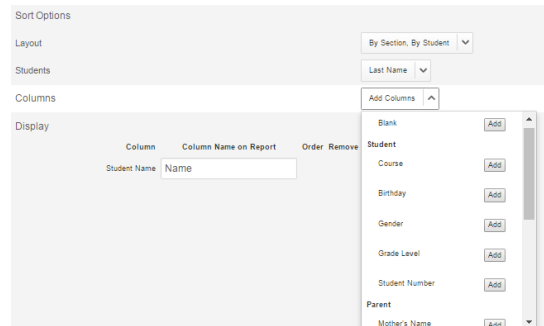 Sort Options
Layout By Section, By Student
Students Last Name
Columns Add Columns
Display
Column Column Name on Report Order Remove
Student Name Name
Blank Add
Student
Course Add
Birthday Add
Gender Add
Grade Level Add
Student Number Add
Parent
Mother's Name Add